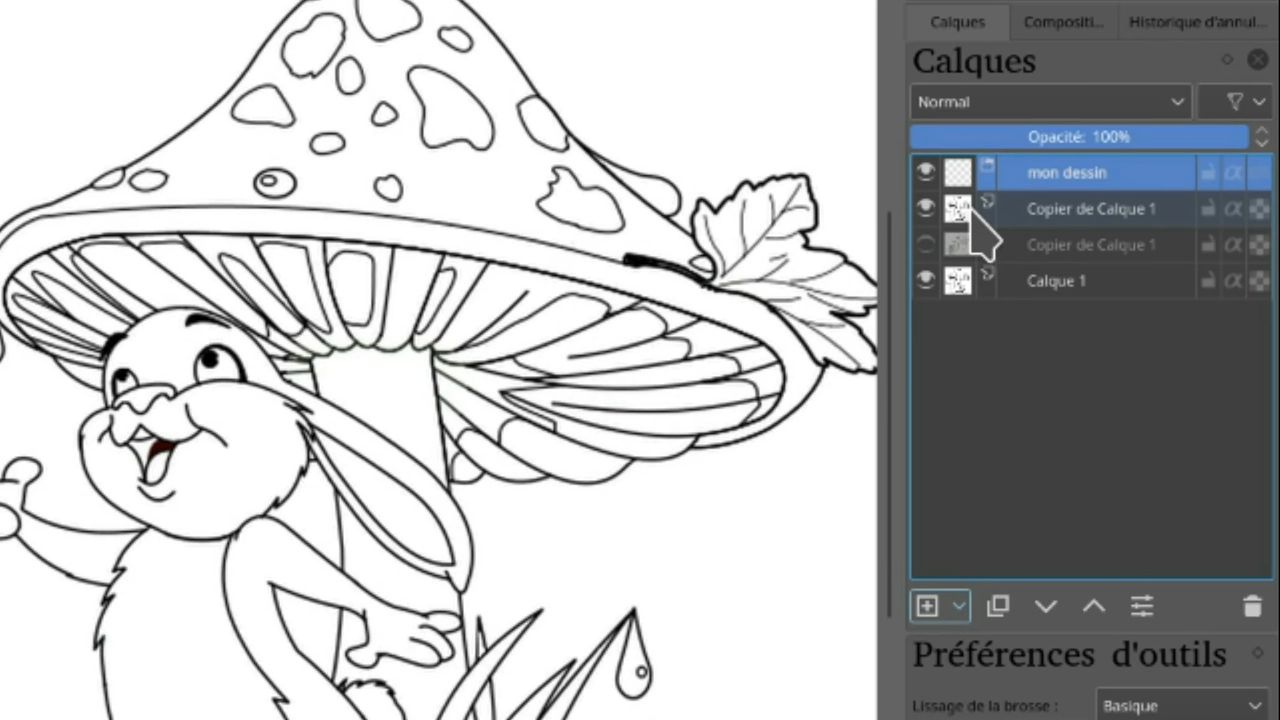 Calques Compositi... Historique d'annul...
Calques
Normal
Opacité: 100%
mon dessin
Copier de Calque 1
Copier de Calque 1
Calque 1
Préférences d'outils
Lissage de la brosse : Basique